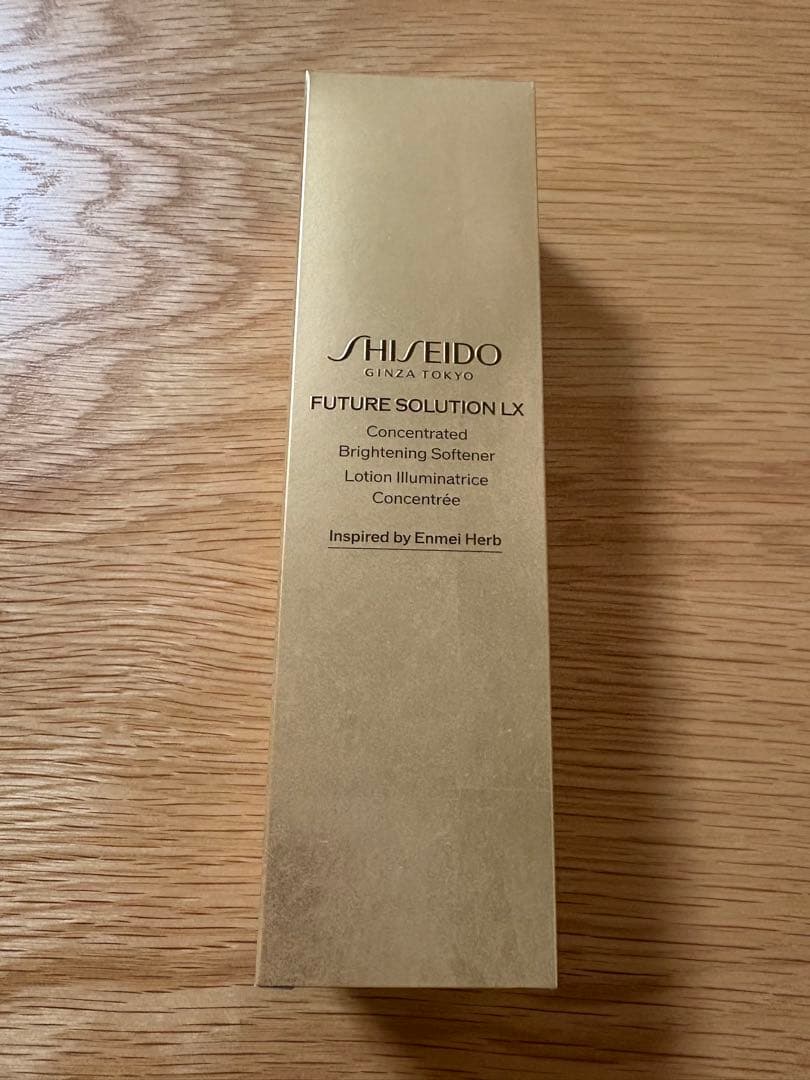 SHISEIDO
GINZA TOKYO
FUTURE SOLUTION LX
Concentrated
Brightening Softener
Lotion Illuminatrice
Concentrée
Inspired by Enmei Herb